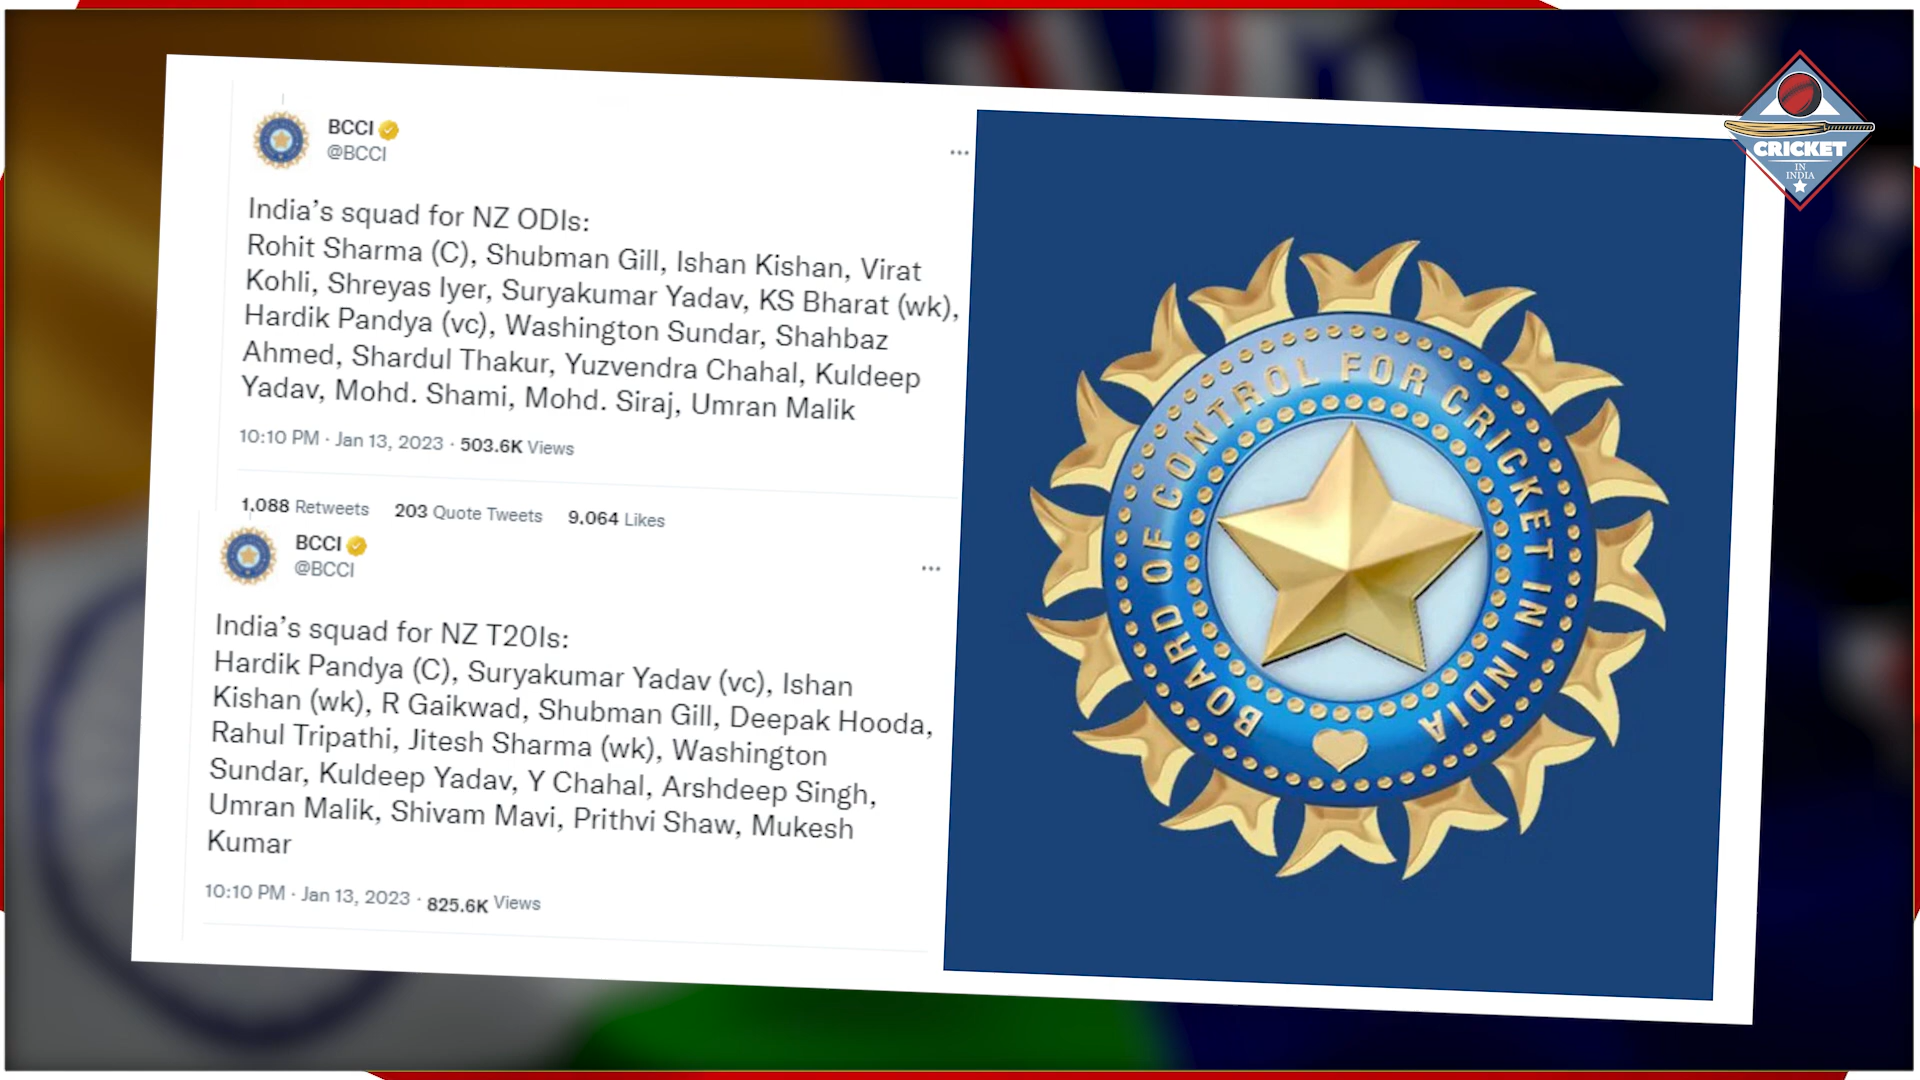 BCCI
@BCCI
India's squad for NZ ODIs:
Rohit Sharma (C), Shubman Gill, Ishan Kishan, Virat
Kohli, Shreyas Iyer, Suryakumar Yadav, KS Bharat (wk),
Hardik Pandya (vc), Washington Sundar, Shahbaz
Ahmed, Shardul Thakur, Yuzvendra Chahal, Kuldeep
Yadav, Mohd. Shami, Mohd. Siraj, Umran Malik
10:10 PM · Jan 13, 2023 · 503.6K Views
1,088 Retweets 203 Quote Tweets 9,064 Likes
BCCI
@BCCI
India's squad for NZ T20Is:
Hardik Pandya (C), Suryakumar Yadav (vc), Ishan
Kishan (wk), R Gaikwad, Shubman Gill, Deepak Hooda,
Rahul Tripathi, Jitesh Sharma (wk), Washington
Sundar, Kuldeep Yadav, Y Chahal, Arshdeep Singh,
Umran Malik, Shivam Mavi, Prithvi Shaw, Mukesh
Kumar
10:10 PM · Jan 13, 2023 · 825.6K Views
BOARD OF CONTROL FOR CRICKET IN INDIA
CRICKET
IN
INDIA